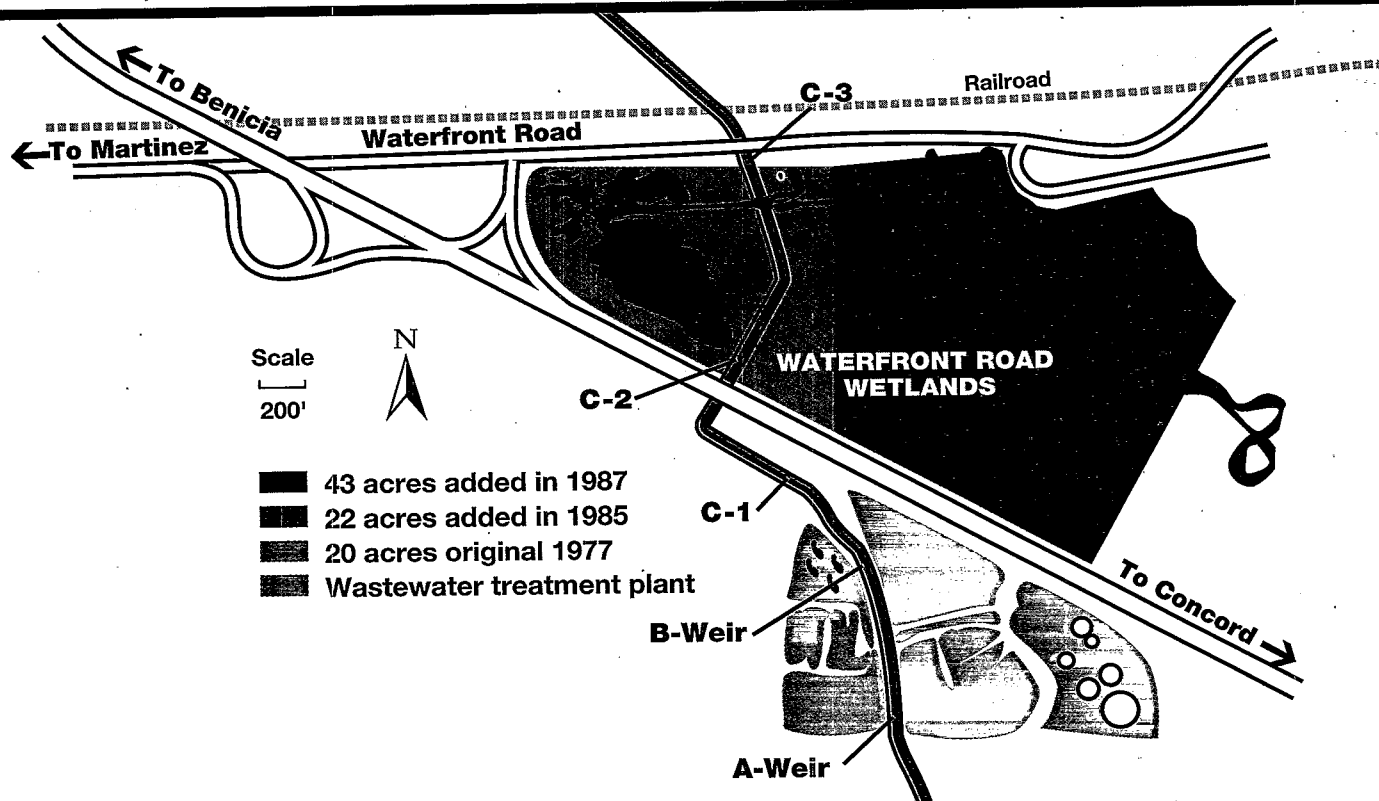 C-3
Railroad
To Benicia
Waterfront Road
To Martinez
N
Scale
200'
WATERFRONT ROAD
WETLANDS
C-2
43 acres added in 1987
22 acres added in 1985
20 acres original 1977
Wastewater treatment plant
C-1
To Concord
B-Weir
A-Weir